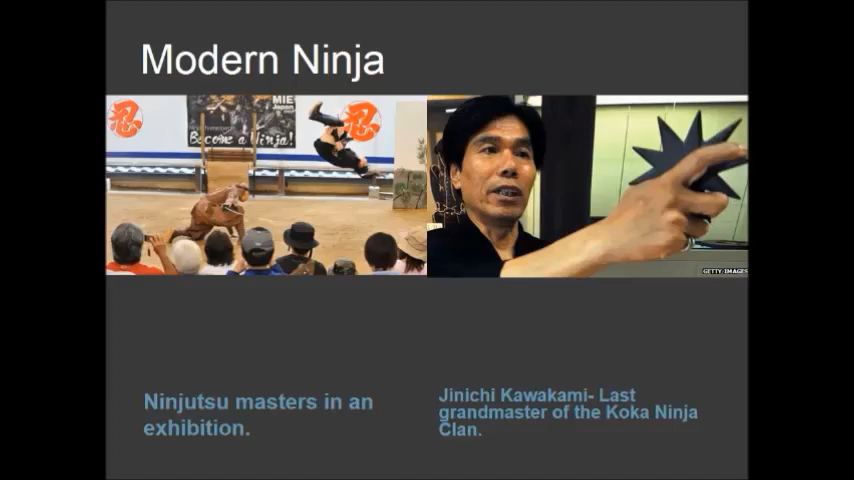 Modern Ninja
忍
MIE
Japan
忍
Become a Ninja!
GETTY IMAGES
Ninjutsu masters in an
exhibition.
Jinichi Kawakami- Last
grandmaster of the Koka Ninja
Clan.